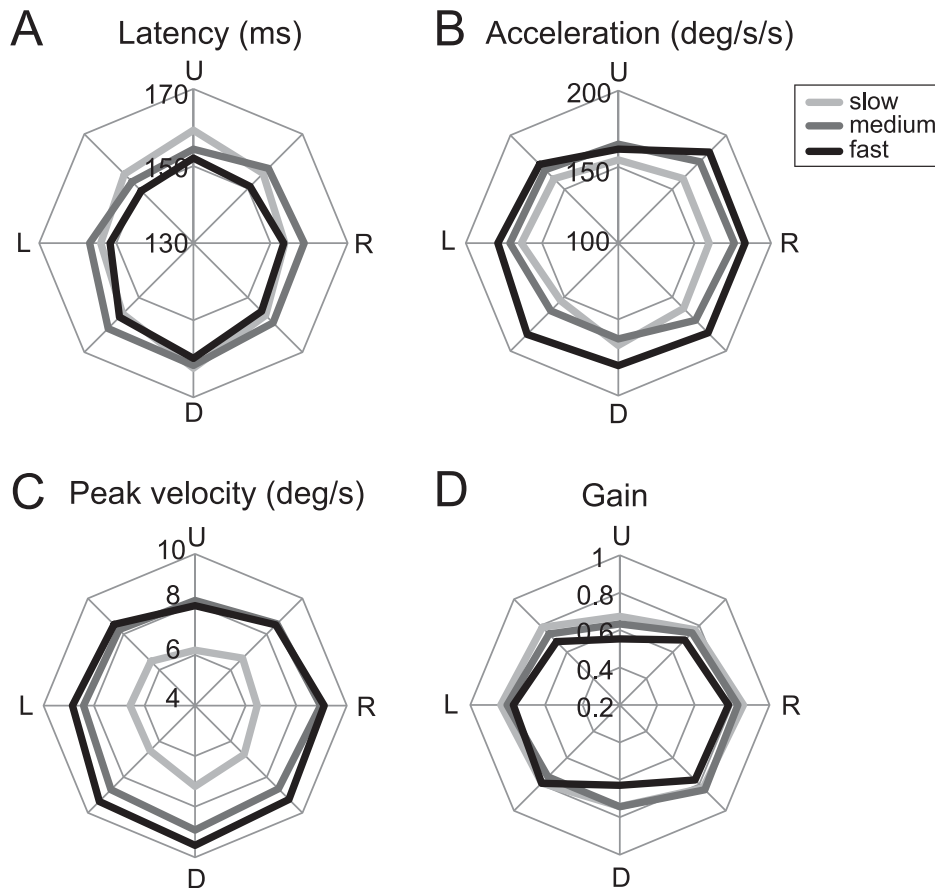 A
Latency (ms)
U
170
150
130
L
R
D
B
Acceleration (deg/s/s)
U
200
150
100
L
R
D
slow
medium
fast
C
Peak velocity (deg/s)
U
10
8
6
4
L
R
D
D
Gain
U
1
0.8
0.6
0.4
0.2
L
R
D